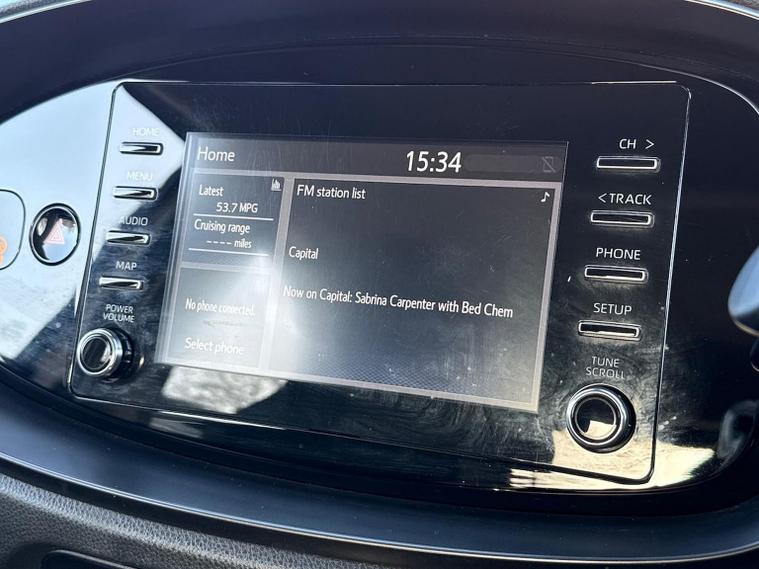 HOME
MENU
AUDIO
MAP
POWER
VOLUME
Home
15:34
Latest
53.7 MPG
Cruising range
---- miles
No phone connected.
Select phone
FM station list
Capital
Now on Capital: Sabrina Carpenter with Bed Chem
CH >
< TRACK
PHONE
SETUP
TUNE
SCROLL